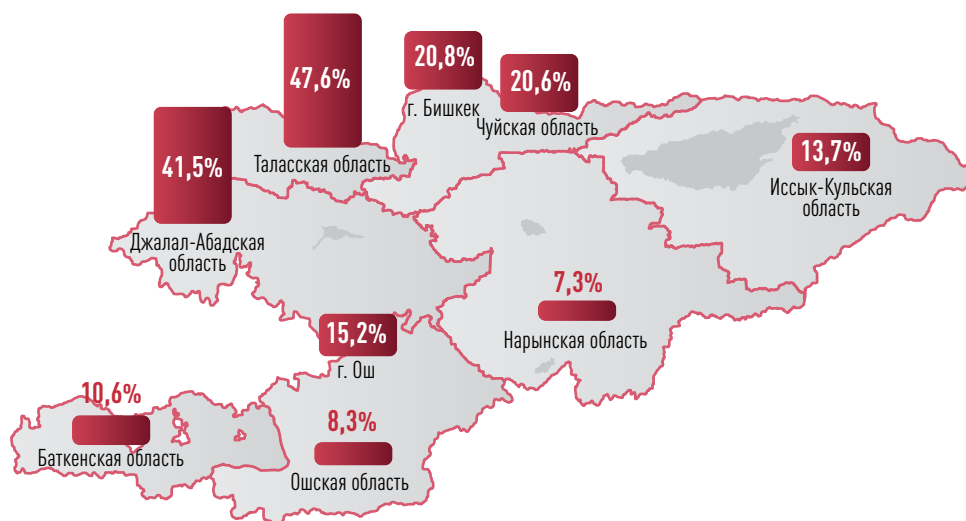 47,6%
Таласская область
20,8%
г. Бишкек
20,6%
Чуйская область
13,7%
Иссык-Кульская
область
41,5%
Джалал-Абадская
область
7,3%
Нарынская область
15,2%
г. Ош
10,6%
Баткенская область
8,3%
Ошская область